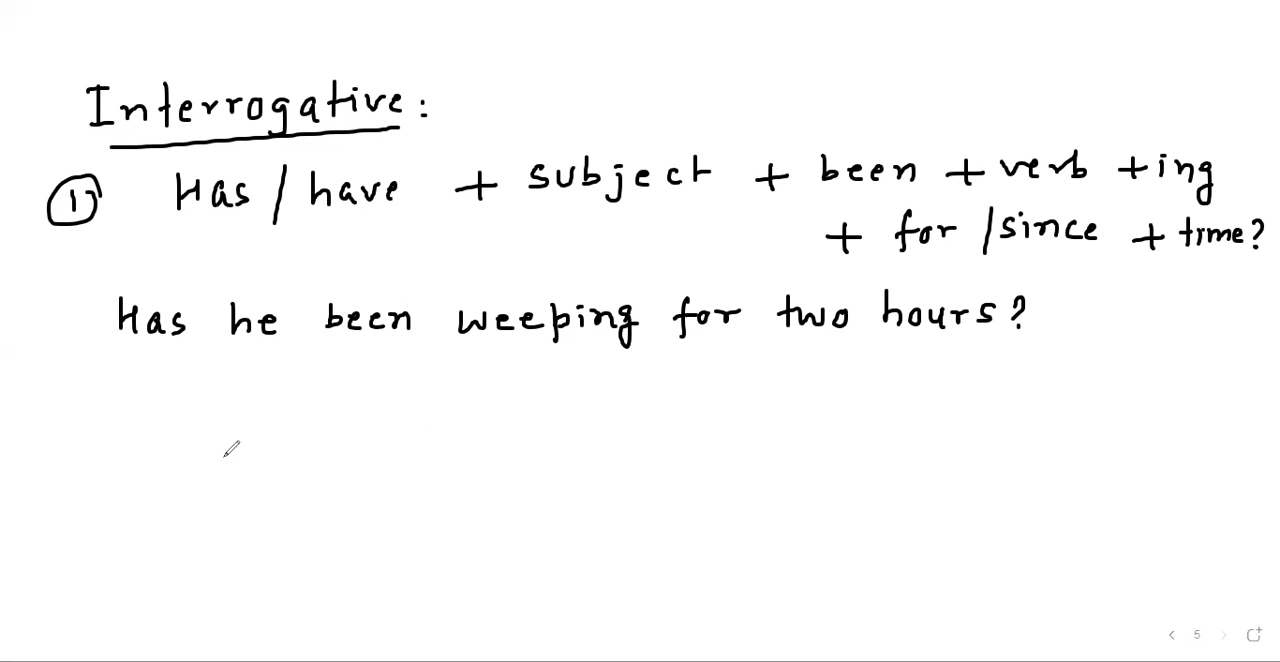 Interrogative:
1) Has / have + subject + been + verb + ing
+ for / since + time?
Has he been weeping for two hours?
5